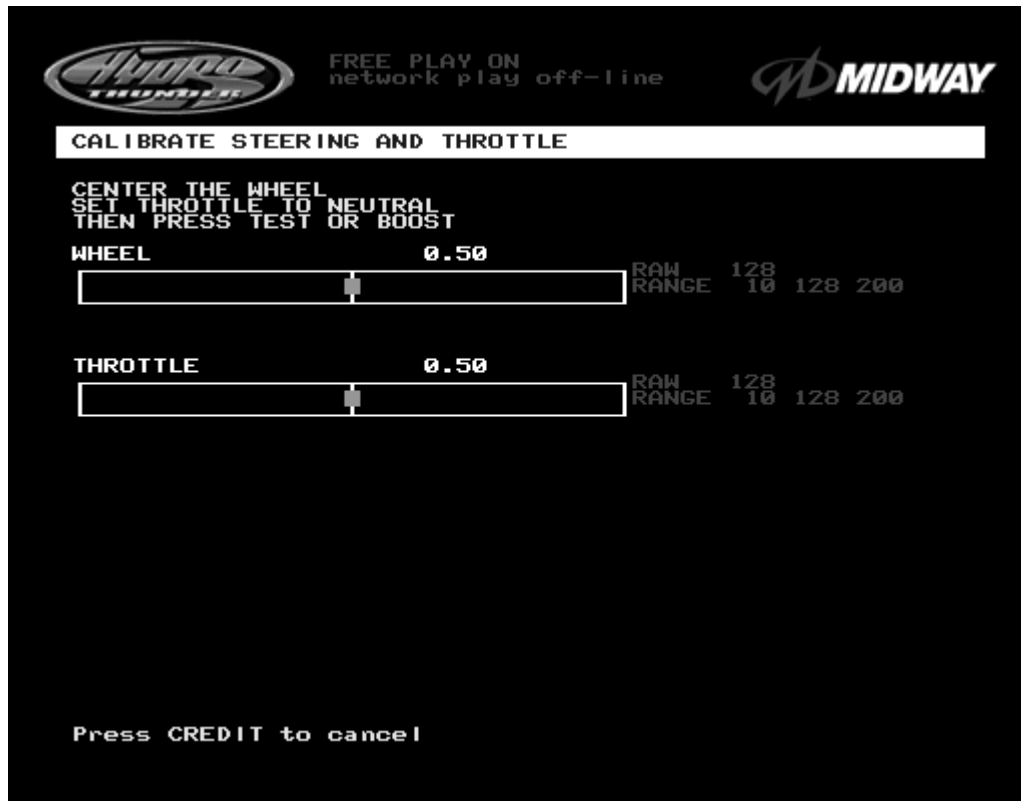 HYDRO
THUNDER
FREE PLAY ON
network play off-line
MIDWAY
CALIBRATE STEERING AND THROTTLE
CENTER THE WHEEL
SET THROTTLE TO NEUTRAL
THEN PRESS TEST OR BOOST
WHEEL 0.50
RAW 128
RANGE 10 128 200
THROTTLE 0.50
RAW 128
RANGE 10 128 200
Press CREDIT to cancel